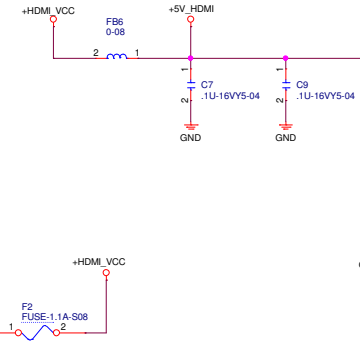 +HDMI_VCC
+5V_HDMI
FB6
0-08
2
1
1
C7
.1U-16VY5-04
2
GND
1
C9
.1U-16VY5-04
2
GND
+HDMI_VCC
F2
FUSE-1.1A-S08
1
2